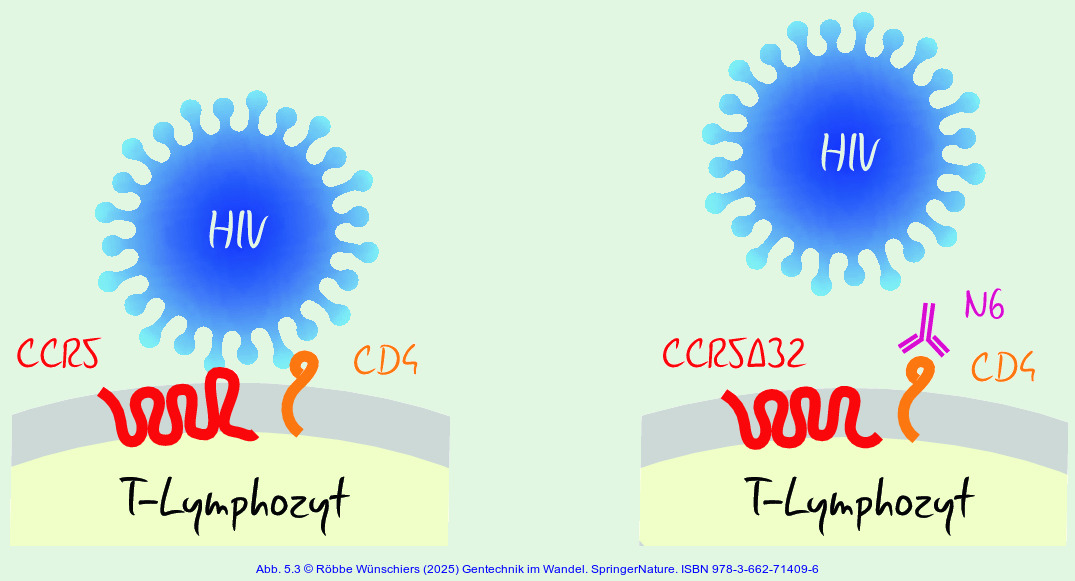 HIV
CCR5
CD4
T-Lymphozyt
HIV
N6
CCR5Δ32
CD4
T-Lymphozyt
Abb. 5.3 © Röbbe Wünschiers (2025) Gentechnik im Wandel. SpringerNature. ISBN 978-3-662-71409-6